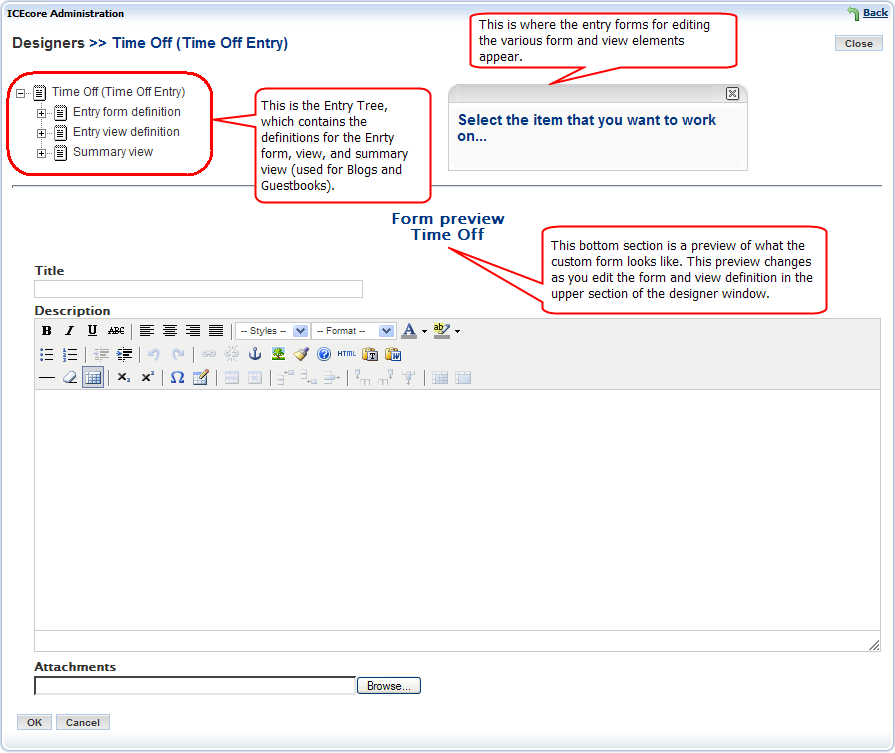 ICEcore Administration
Back
Designers >> Time Off (Time Off Entry)
Close
This is where the entry forms for editing
the various form and view elements
appear.
Time Off (Time Off Entry)
Entry form definition
Entry view definition
Summary view
This is the Entry Tree,
which contains the
definitions for the Enrty
form, view, and summary
view (used for Blogs and
Guestbooks).
Select the item that you want to work
on...
Form preview
Time Off
This bottom section is a preview of what the
custom form looks like. This preview changes
as you edit the form and view definition in the
upper section of the designer window.
Title
Description
B I U ABC -- Styles -- -- Format -- A ab
HTML T W
x₂ x² Ω
Attachments
Browse...
OK Cancel